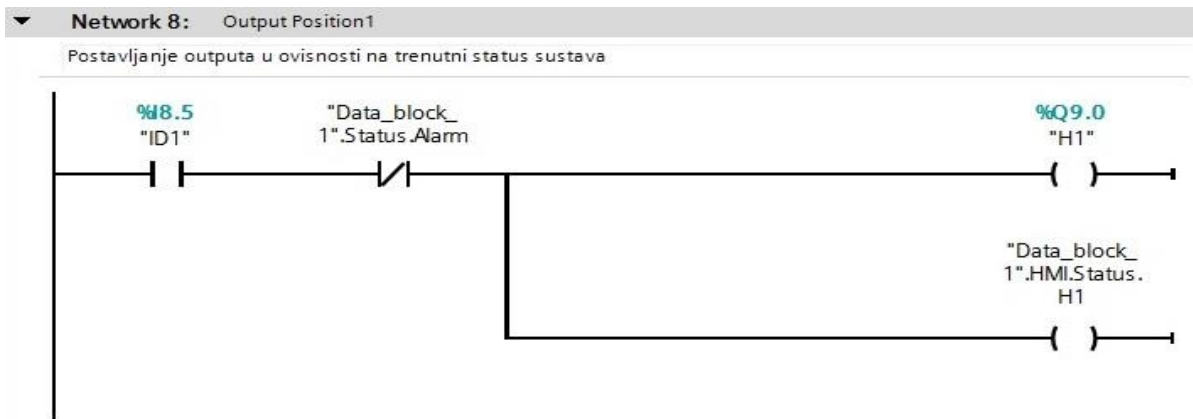 Network 8: Output Position1
Postavljanje outputa u ovisnosti na trenutni status sustava
%I8.5
"ID1"
"Data_block_
1".Status.Alarm
%Q9.0
"H1"
"Data_block_
1".HMI.Status.
H1